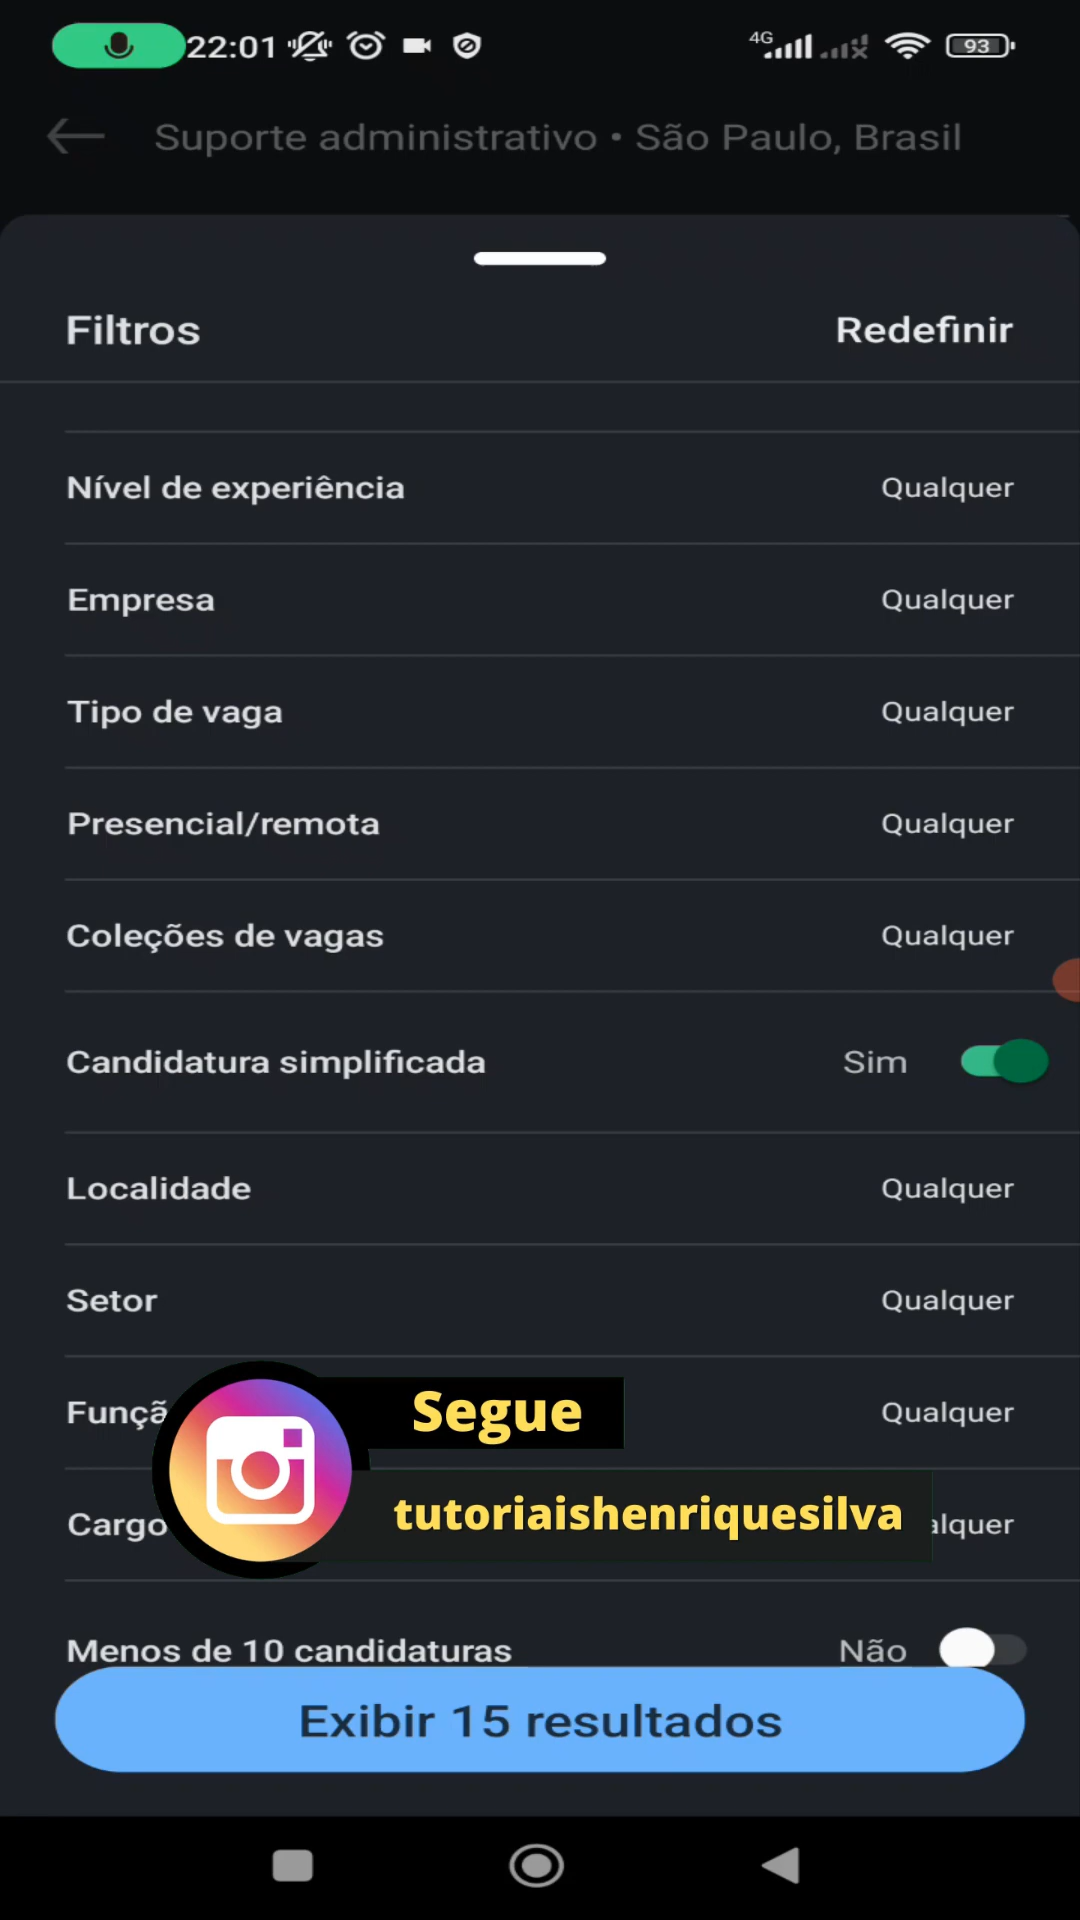 22:01
4G
93
Suporte administrativo • São Paulo, Brasil
Filtros
Redefinir
Nível de experiência
Qualquer
Empresa
Qualquer
Tipo de vaga
Qualquer
Presencial/remota
Qualquer
Coleções de vagas
Qualquer
Candidatura simplificada
Sim
Localidade
Qualquer
Setor
Qualquer
Qualquer
Segue
Cargo
tutoriaishenriquesilva
Menos de 10 candidaturas
Não
Exibir 15 resultados